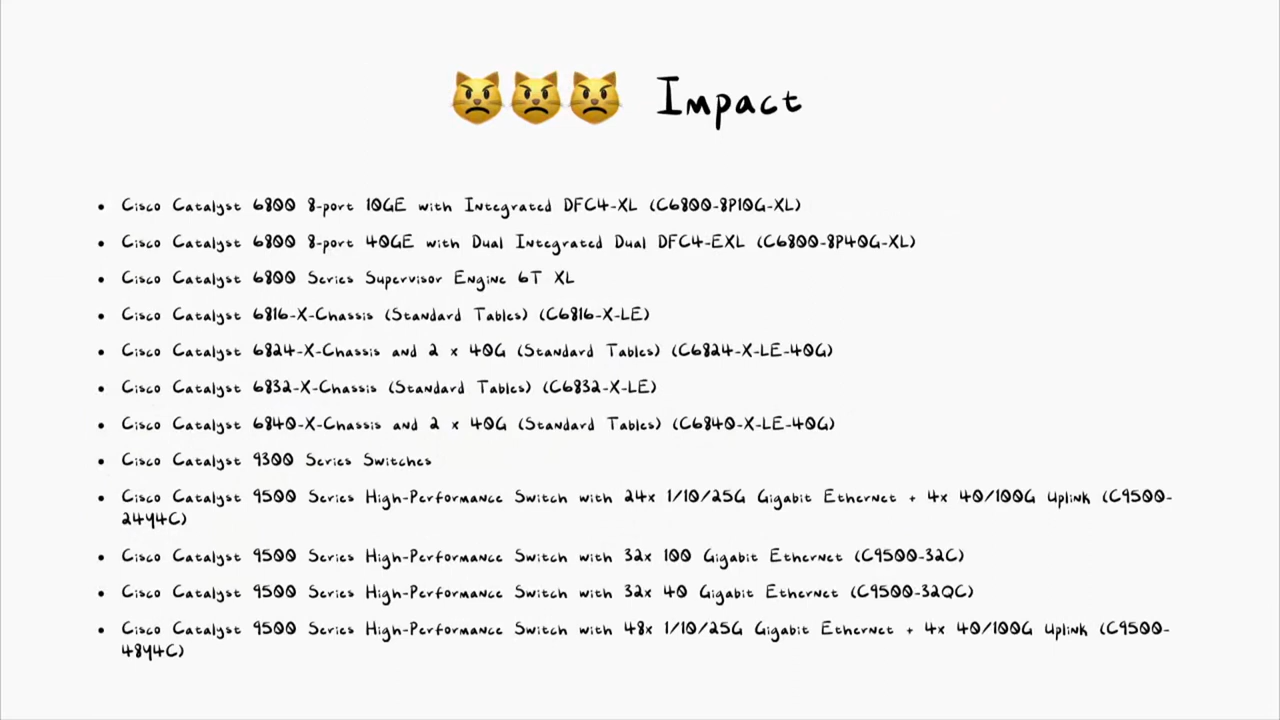 😾😾😾 Impact
• Cisco Catalyst 6800 8-port 10GE with Integrated DFC4-XL (C6800-8P10G-XL)
• Cisco Catalyst 6800 8-port 40GE with Dual Integrated Dual DFC4-EXL (C6800-8P40G-XL)
• Cisco Catalyst 6800 Series Supervisor Engine 6T XL
• Cisco Catalyst 6816-X-Chassis (Standard Tables) (C6816-X-LE)
• Cisco Catalyst 6824-X-Chassis and 2 x 40G (Standard Tables) (C6824-X-LE-40G)
• Cisco Catalyst 6832-X-Chassis (Standard Tables) (C6832-X-LE)
• Cisco Catalyst 6840-X-Chassis and 2 x 40G (Standard Tables) (C6840-X-LE-40G)
• Cisco Catalyst 9300 Series Switches
• Cisco Catalyst 9500 Series High-Performance Switch with 24x 1/10/25G Gigabit Ethernet + 4x 40/100G Uplink (C9500-
24Y4C)
• Cisco Catalyst 9500 Series High-Performance Switch with 32x 100 Gigabit Ethernet (C9500-32C)
• Cisco Catalyst 9500 Series High-Performance Switch with 32x 40 Gigabit Ethernet (C9500-32QC)
• Cisco Catalyst 9500 Series High-Performance Switch with 48x 1/10/25G Gigabit Ethernet + 4x 40/100G Uplink (C9500-
48Y4C)